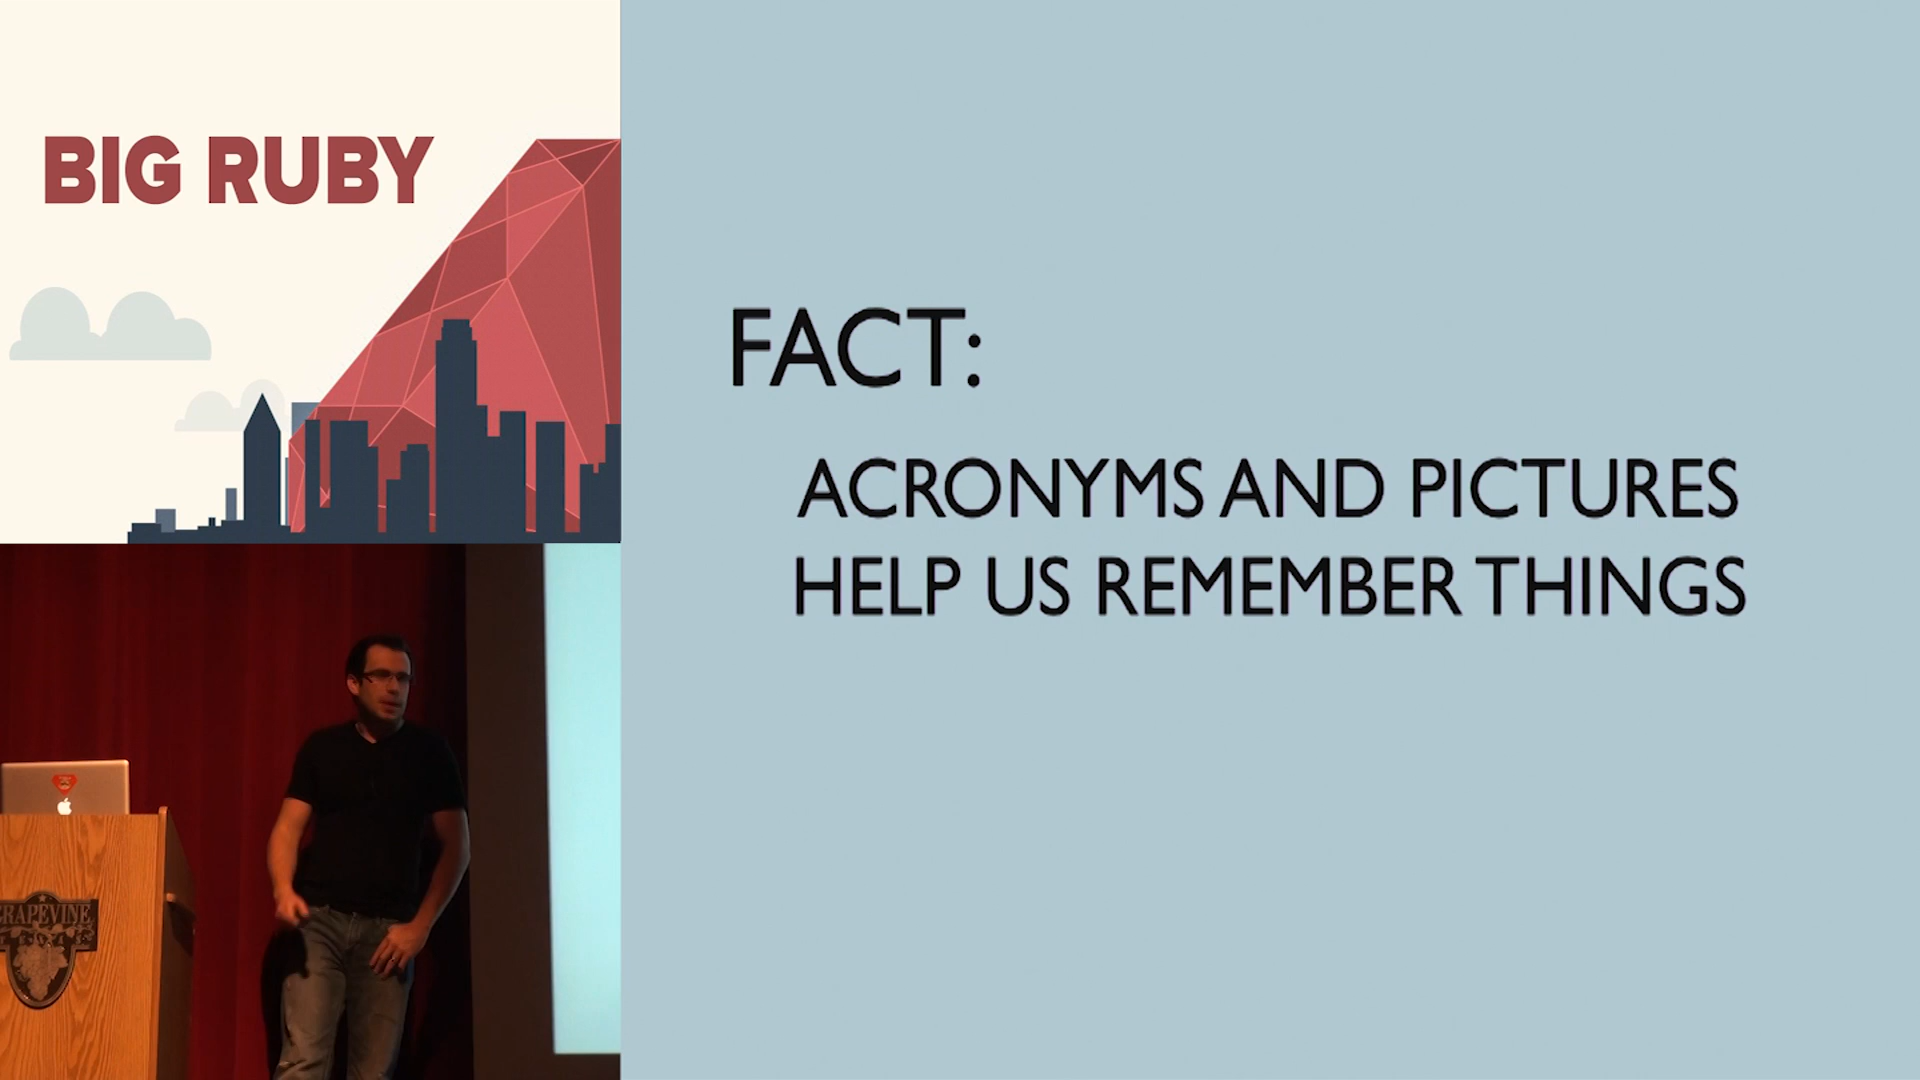 BIG RUBY
FACT:
ACRONYMS AND PICTURES
HELP US REMEMBER THINGS
GRAPEVINE